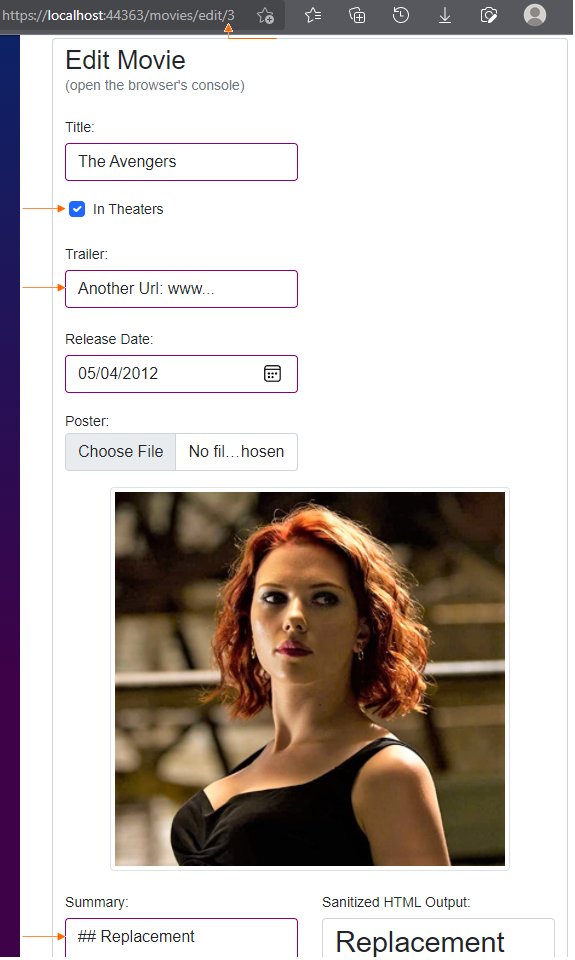 https://localhost:44363/movies/edit/3
Edit Movie
(open the browser's console)
Title:
The Avengers
In Theaters
Trailer:
Another Url: www...
Release Date:
05/04/2012
Poster:
Choose File No fil...hosen
Summary: Sanitized HTML Output:
## Replacement Replacement